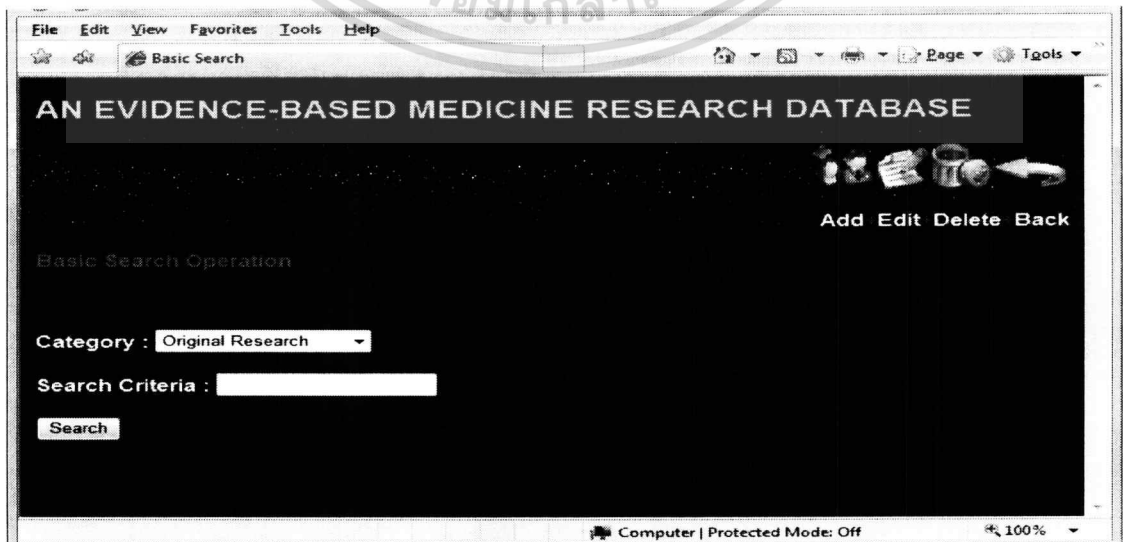 File Edit View Favorites Tools Help
Basic Search Page Tools
AN EVIDENCE-BASED MEDICINE RESEARCH DATABASE
Add Edit Delete Back
Basic Search Operation
Category : Original Research
Search Criteria :
Search
Computer | Protected Mode: Off 100%